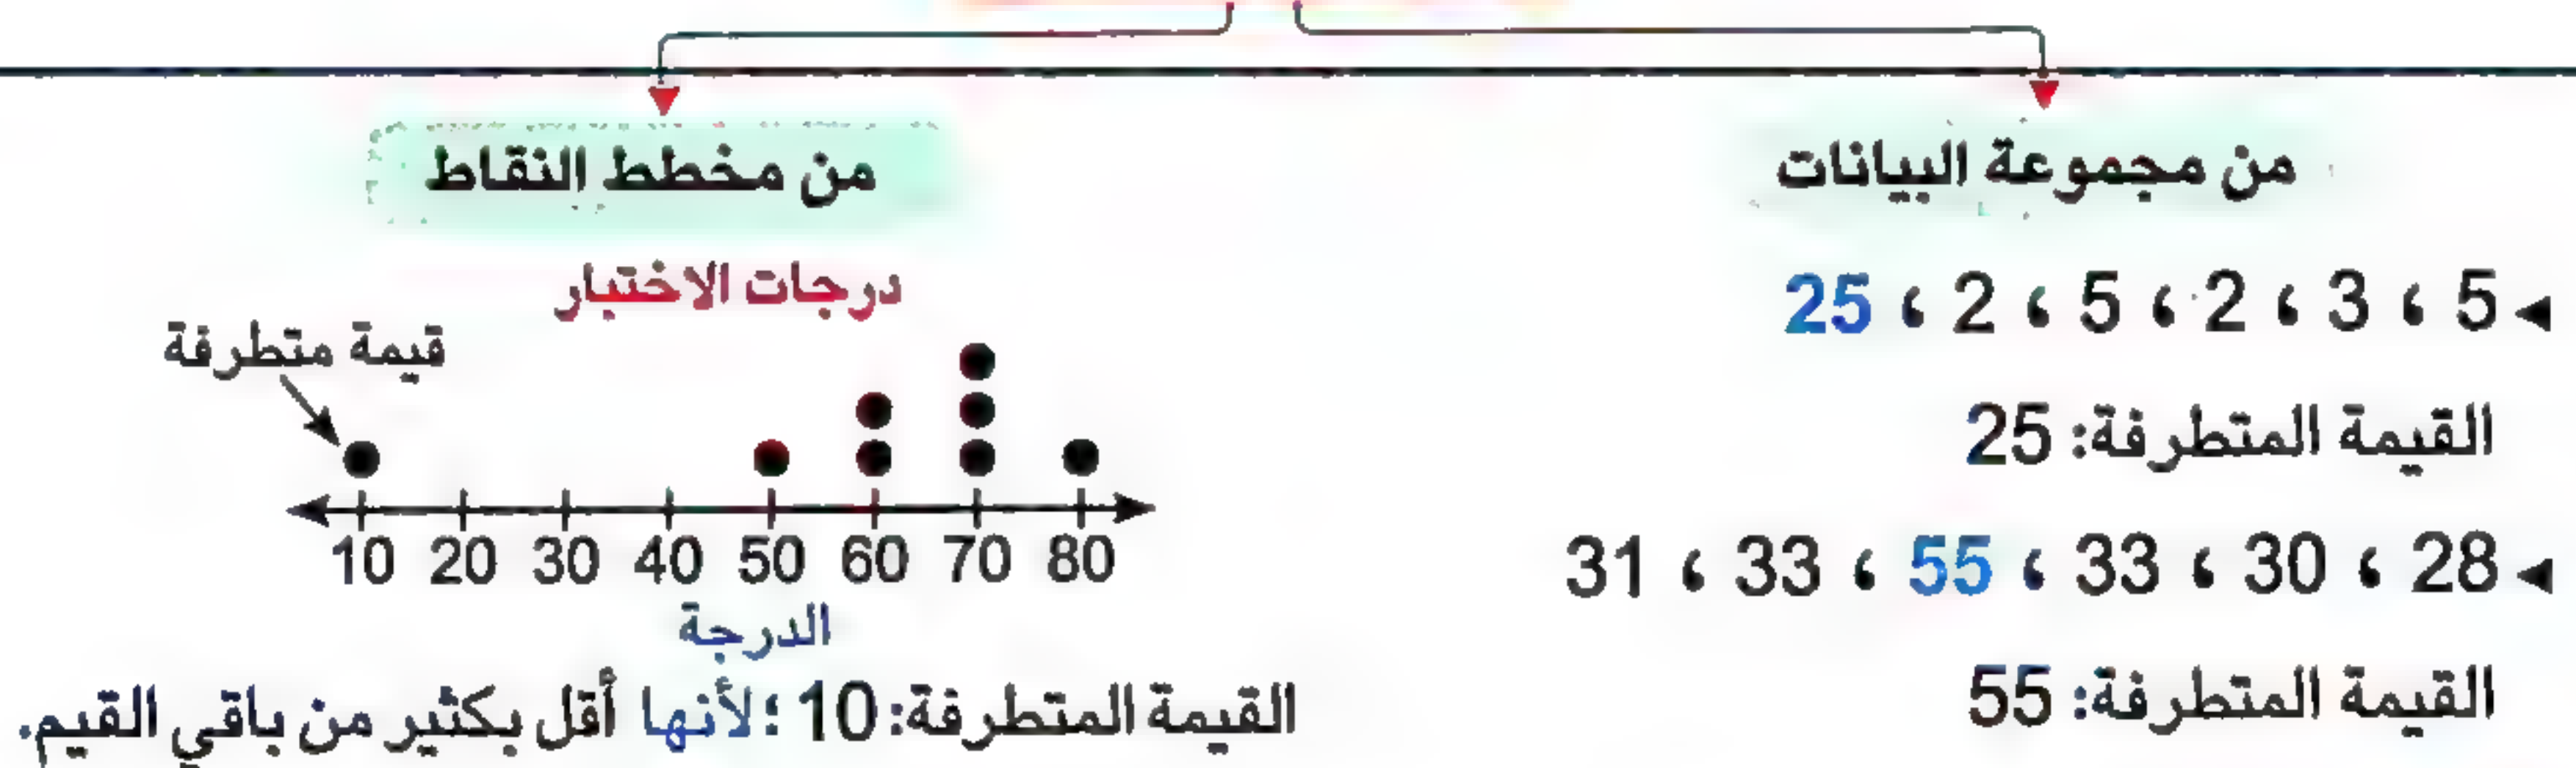 من مجموعة البيانات
5 ، 3 ، 2 ، 5 ، 2 ، 25
القيمة المتطرفة: 25
28 ، 30 ، 33 ، 55 ، 33 ، 31
القيمة المتطرفة: 55
من مخطط النقاط
درجات الاختبار
قيمة متطرفة
10 20 30 40 50 60 70 80
الدرجة
القيمة المتطرفة: 10 ؛ لأنها أقل بكثير من باقي القيم.